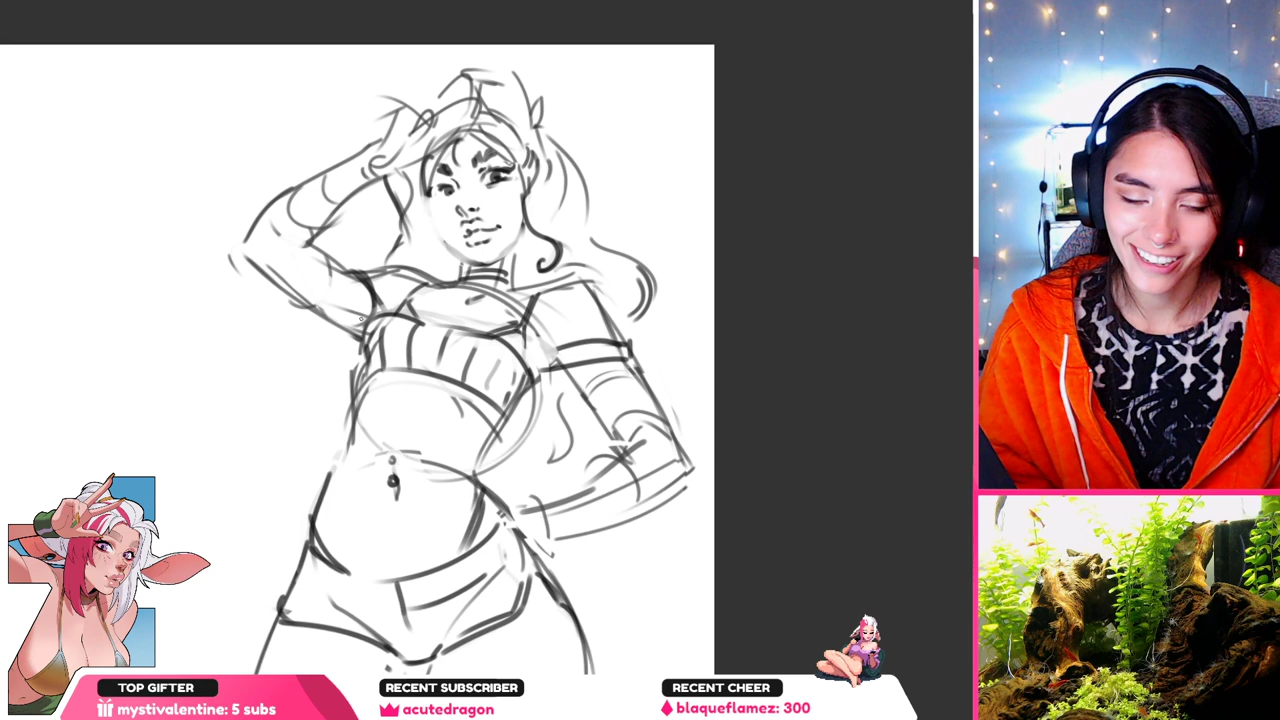 TOP GIFTER
mystivalentine: 5 subs
RECENT SUBSCRIBER
acutedragon
RECENT CHEER
blaqueflamez: 300